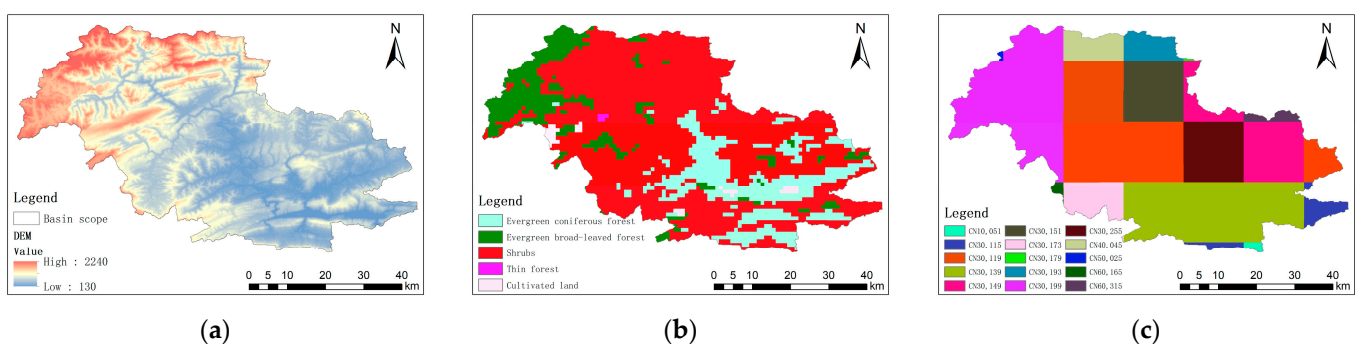 N
Legend
Basin scope
DEM
Value
High : 2240
Low : 130
0 5 10 20 30 40
km
(a)
N
Legend
Evergreen coniferous forest
Evergreen broad-leaved forest
Shrubs
Thin forest
Cultivated land
0 5 10 20 30 40
km
(b)
N
Legend
CN10,051 CN30,151 CN30,255
CN30,115 CN30,173 CN40,045
CN30,119 CN30,179 CN50,025
CN30,139 CN30,193 CN60,165
CN30,149 CN30,199 CN60,315
0 5 10 20 30 40
km
(c)